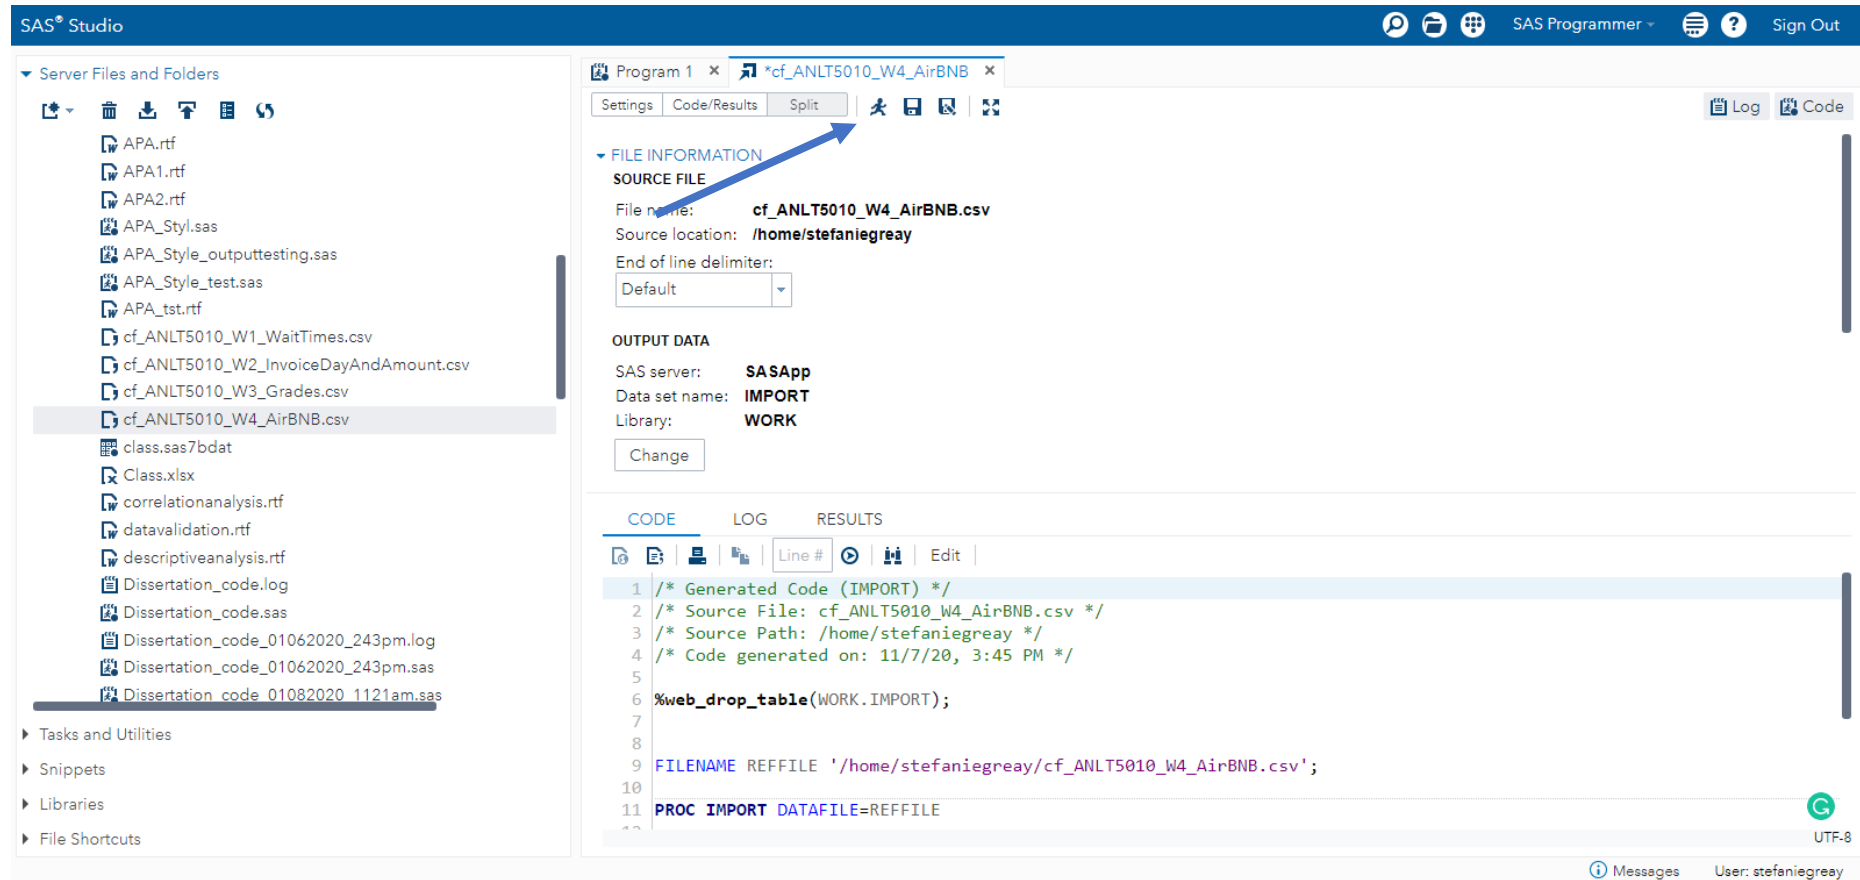 SAS® Studio
SAS Programmer
Sign Out
Server Files and Folders
APA.rtf
APA1.rtf
APA2.rtf
APA_Styl.sas
APA_Style_outputtesting.sas
APA_Style_test.sas
APA_tst.rtf
cf_ANLT5010_W1_WaitTimes.csv
cf_ANLT5010_W2_InvoiceDayAndAmount.csv
cf_ANLT5010_W3_Grades.csv
cf_ANLT5010_W4_AirBNB.csv
class.sas7bdat
Class.xlsx
correlationanalysis.rtf
datavalidation.rtf
descriptiveanalysis.rtf
Dissertation_code.log
Dissertation_code.sas
Dissertation_code_01062020_243pm.log
Dissertation_code_01062020_243pm.sas
Dissertation_code_01082020_1121am.sas
Tasks and Utilities
Snippets
Libraries
File Shortcuts
Program 1
*cf_ANLT5010_W4_AirBNB
Settings Code/Results Split
Log Code
FILE INFORMATION
SOURCE FILE
File name: cf_ANLT5010_W4_AirBNB.csv
Source location: /home/stefaniegreay
End of line delimiter:
Default
OUTPUT DATA
SAS server: SASApp
Data set name: IMPORT
Library: WORK
Change
CODE LOG RESULTS
Line # Edit
1 /* Generated Code (IMPORT) */
2 /* Source File: cf_ANLT5010_W4_AirBNB.csv */
3 /* Source Path: /home/stefaniegreay */
4 /* Code generated on: 11/7/20, 3:45 PM */
5
6 %web_drop_table(WORK.IMPORT);
7
8
9 FILENAME REFFILE '/home/stefaniegreay/cf_ANLT5010_W4_AirBNB.csv';
10
11 PROC IMPORT DATAFILE=REFFILE
UTF-8
Messages
User: stefaniegreay